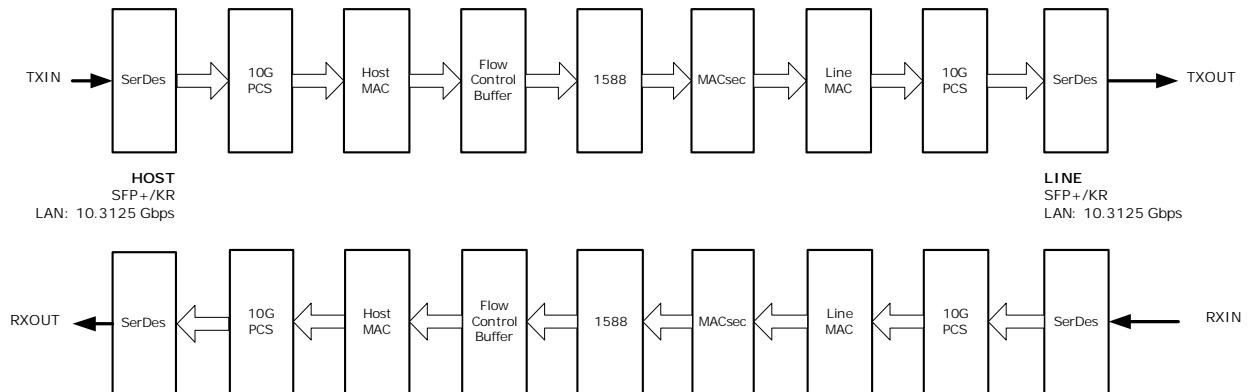 TXIN
SerDes
10G
PCS
Host
MAC
Flow
Control
Buffer
1588
MACsec
Line
MAC
10G
PCS
SerDes
TXOUT
HOST
SFP+/KR
LAN: 10.3125 Gbps
LINE
SFP+/KR
LAN: 10.3125 Gbps
RXOUT
SerDes
10G
PCS
Host
MAC
Flow
Control
Buffer
1588
MACsec
Line
MAC
10G
PCS
SerDes
RXIN